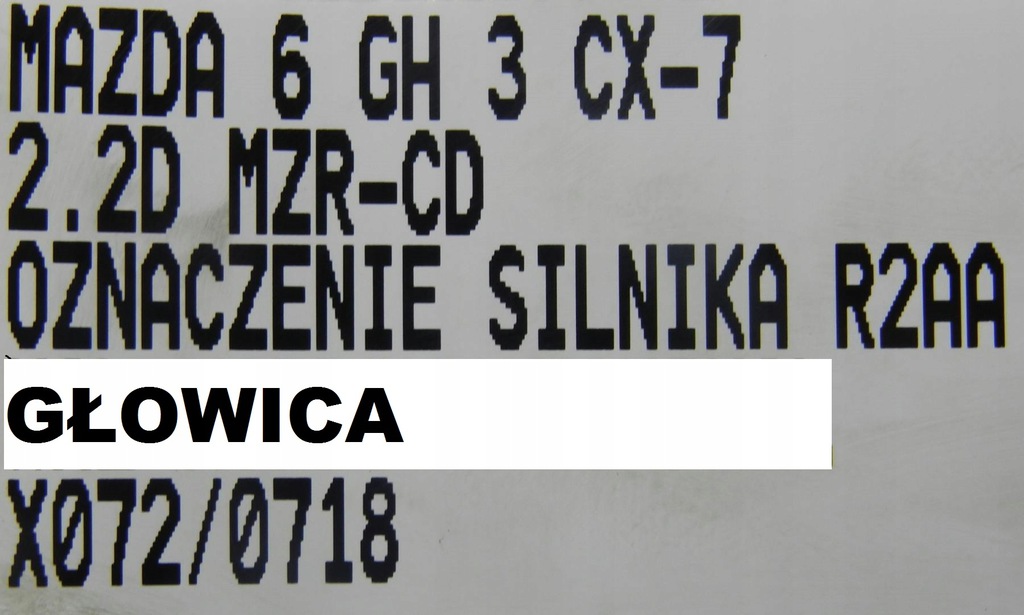 MAZDA 6 GH 3 CX-7
2.2D MZR-CD
OZNACZENIE SILNIKA R2AA
GŁOWICA
X072/0718